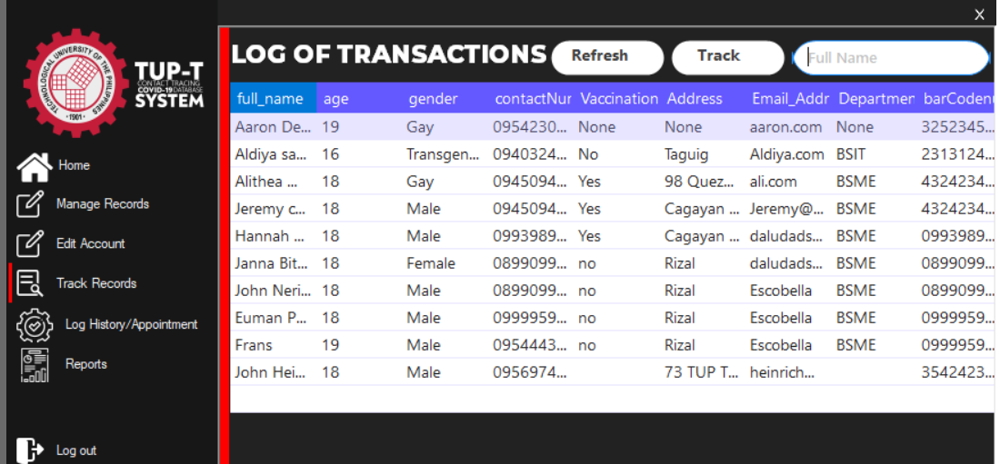 X
TECHNOLOGICAL UNIVERSITY OF THE PHILIPPINES
1901
TUP-T
CONTACT TRACING
COVID-19 DATABASE
SYSTEM
Home
Manage Records
Edit Account
Track Records
Log History/Appointment
Reports
Log out
LOG OF TRANSACTIONS Refresh Track Full Name
full_name age gender contactNur Vaccination Address Email_Addr Departmen barCoden
Aaron De... 19 Gay 0954230... None None aaron.com None 3252345...
Aldiya sa... 16 Transgen... 0940324... No Taguig Aldiya.com BSIT 2313124...
Alithea ... 18 Gay 0945094... Yes 98 Quez... ali.com BSME 4324234...
Jeremy c... 18 Male 0945094... Yes Cagayan ... Jeremy@... BSME 4324234...
Hannah ... 18 Male 0993989... Yes Cagayan ... daludads... BSME 0993989...
Janna Bit... 18 Female 0899099... no Rizal daludads... BSME 0899099...
John Neri... 18 Male 0899099... no Rizal Escobella BSME 0899099...
Euman P... 18 Male 0999959... no Rizal Escobella BSME 0999959...
Frans 19 Male 0954443... no Rizal Escobella BSME 0999959...
John Hei... 18 Male 0956974... 73 TUP T... heinrich... 3542423...